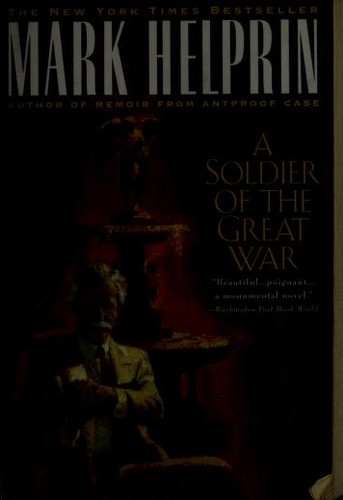 THE NEW YORK TIMES BESTSELLER
MARK HELPRIN
AUTHOR OF MEMOIR FROM ANTPROOF CASE
A
SOLDIER
OF THE
GREAT
WAR
"Beautiful...poignant...
a monumental novel."
—Washington Post Book World